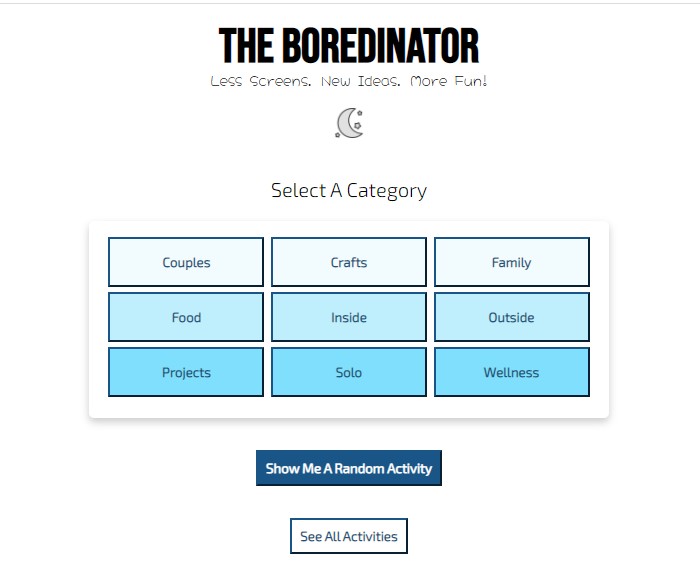 THE BOREDINATOR
Less Screens. New Ideas. More Fun!
Select A Category
Couples
Crafts
Family
Food
Inside
Outside
Projects
Solo
Wellness
Show Me A Random Activity
See All Activities